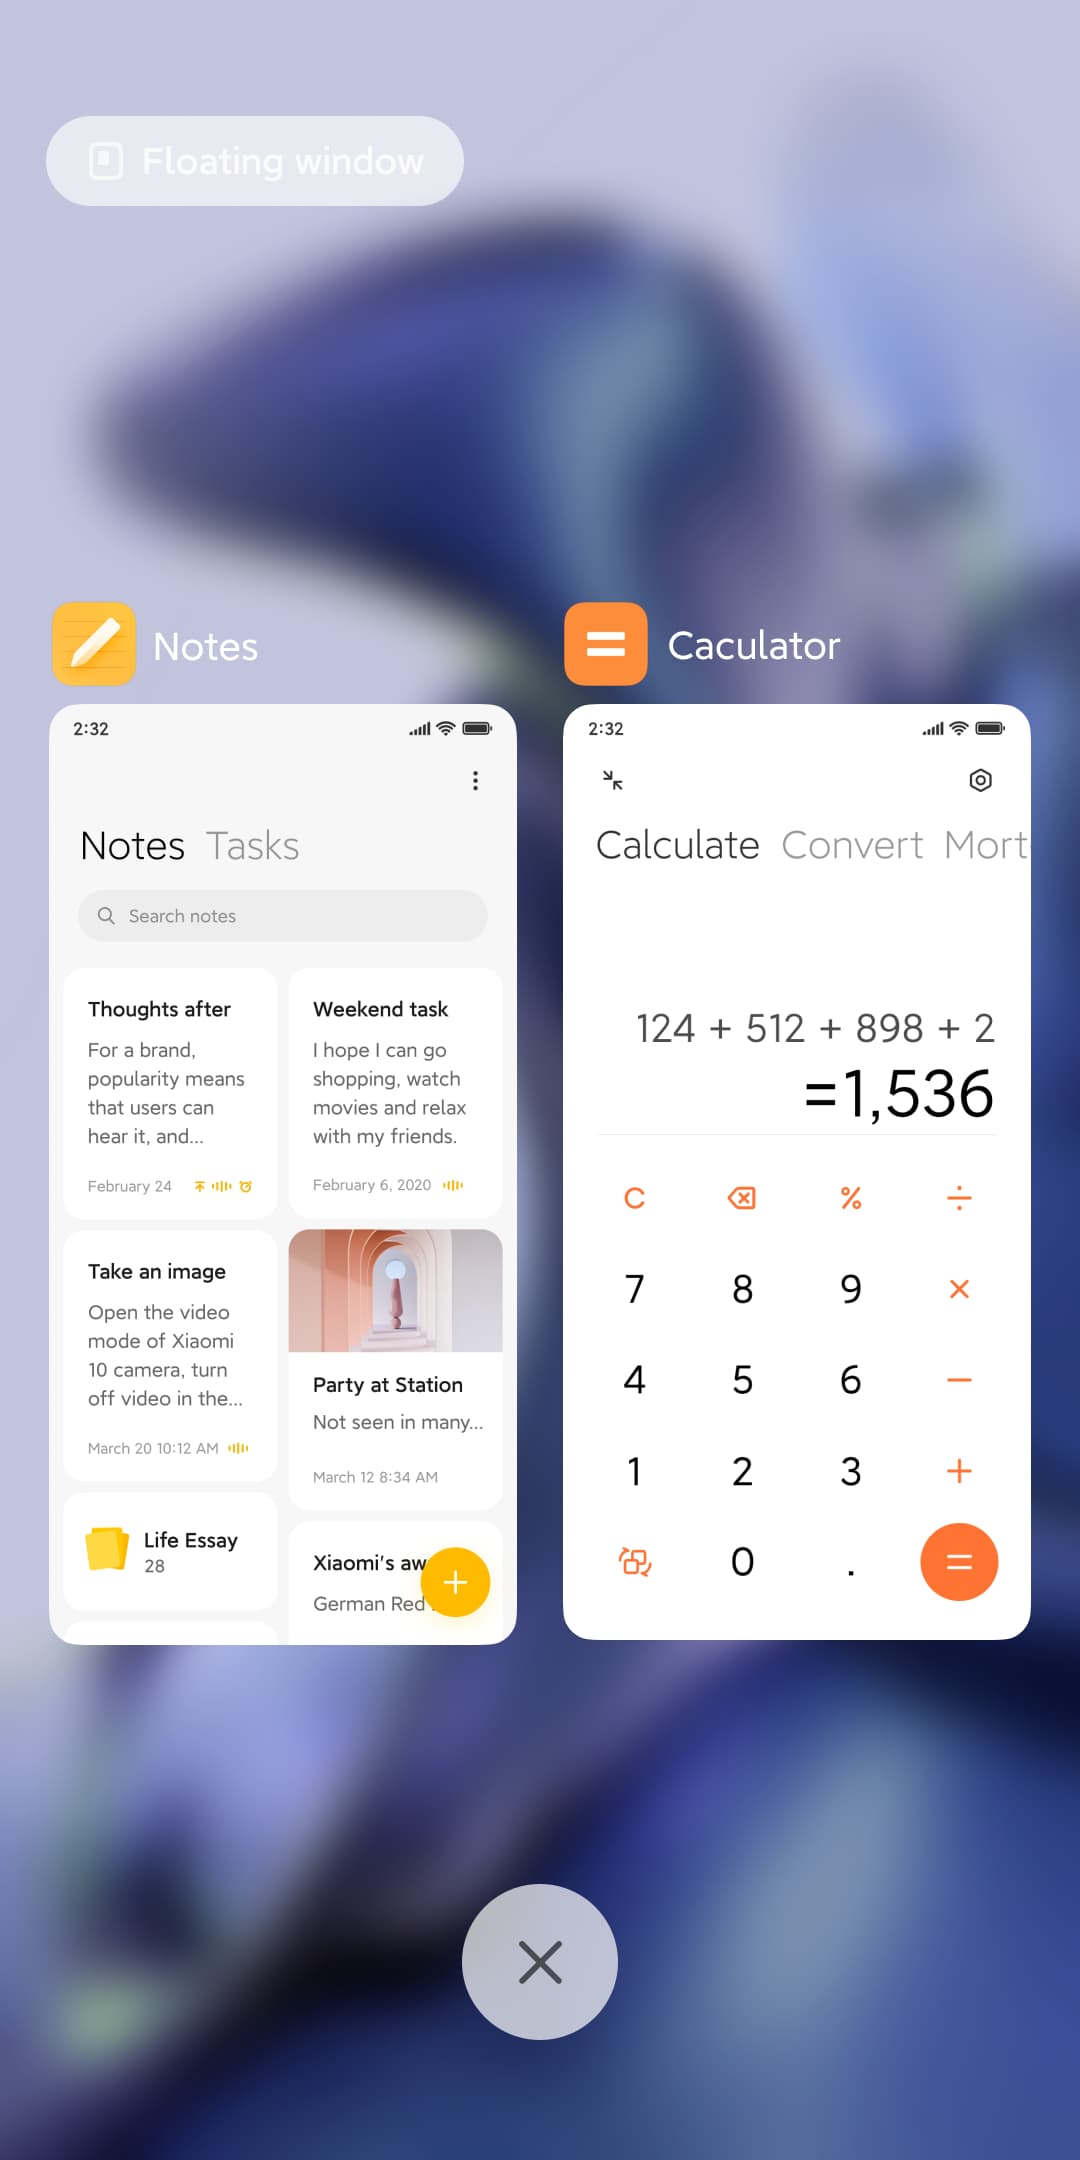 Floating window
Notes
Caculator
2:32
Notes Tasks
Search notes
Thoughts after
For a brand,
popularity means
that users can
hear it, and...
February 24
Weekend task
I hope I can go
shopping, watch
movies and relax
with my friends.
February 6, 2020
Take an image
Open the video
mode of Xiaomi
10 camera, turn
off video in the...
March 20 10:12 AM
Party at Station
Not seen in many...
March 12 8:34 AM
Life Essay
28
Xiaomi's aw
German Red
2:32
Calculate Convert Mort
124 + 512 + 898 + 2
=1,536
C % ÷
7 8 9 ×
4 5 6 −
1 2 3 +
0 . =